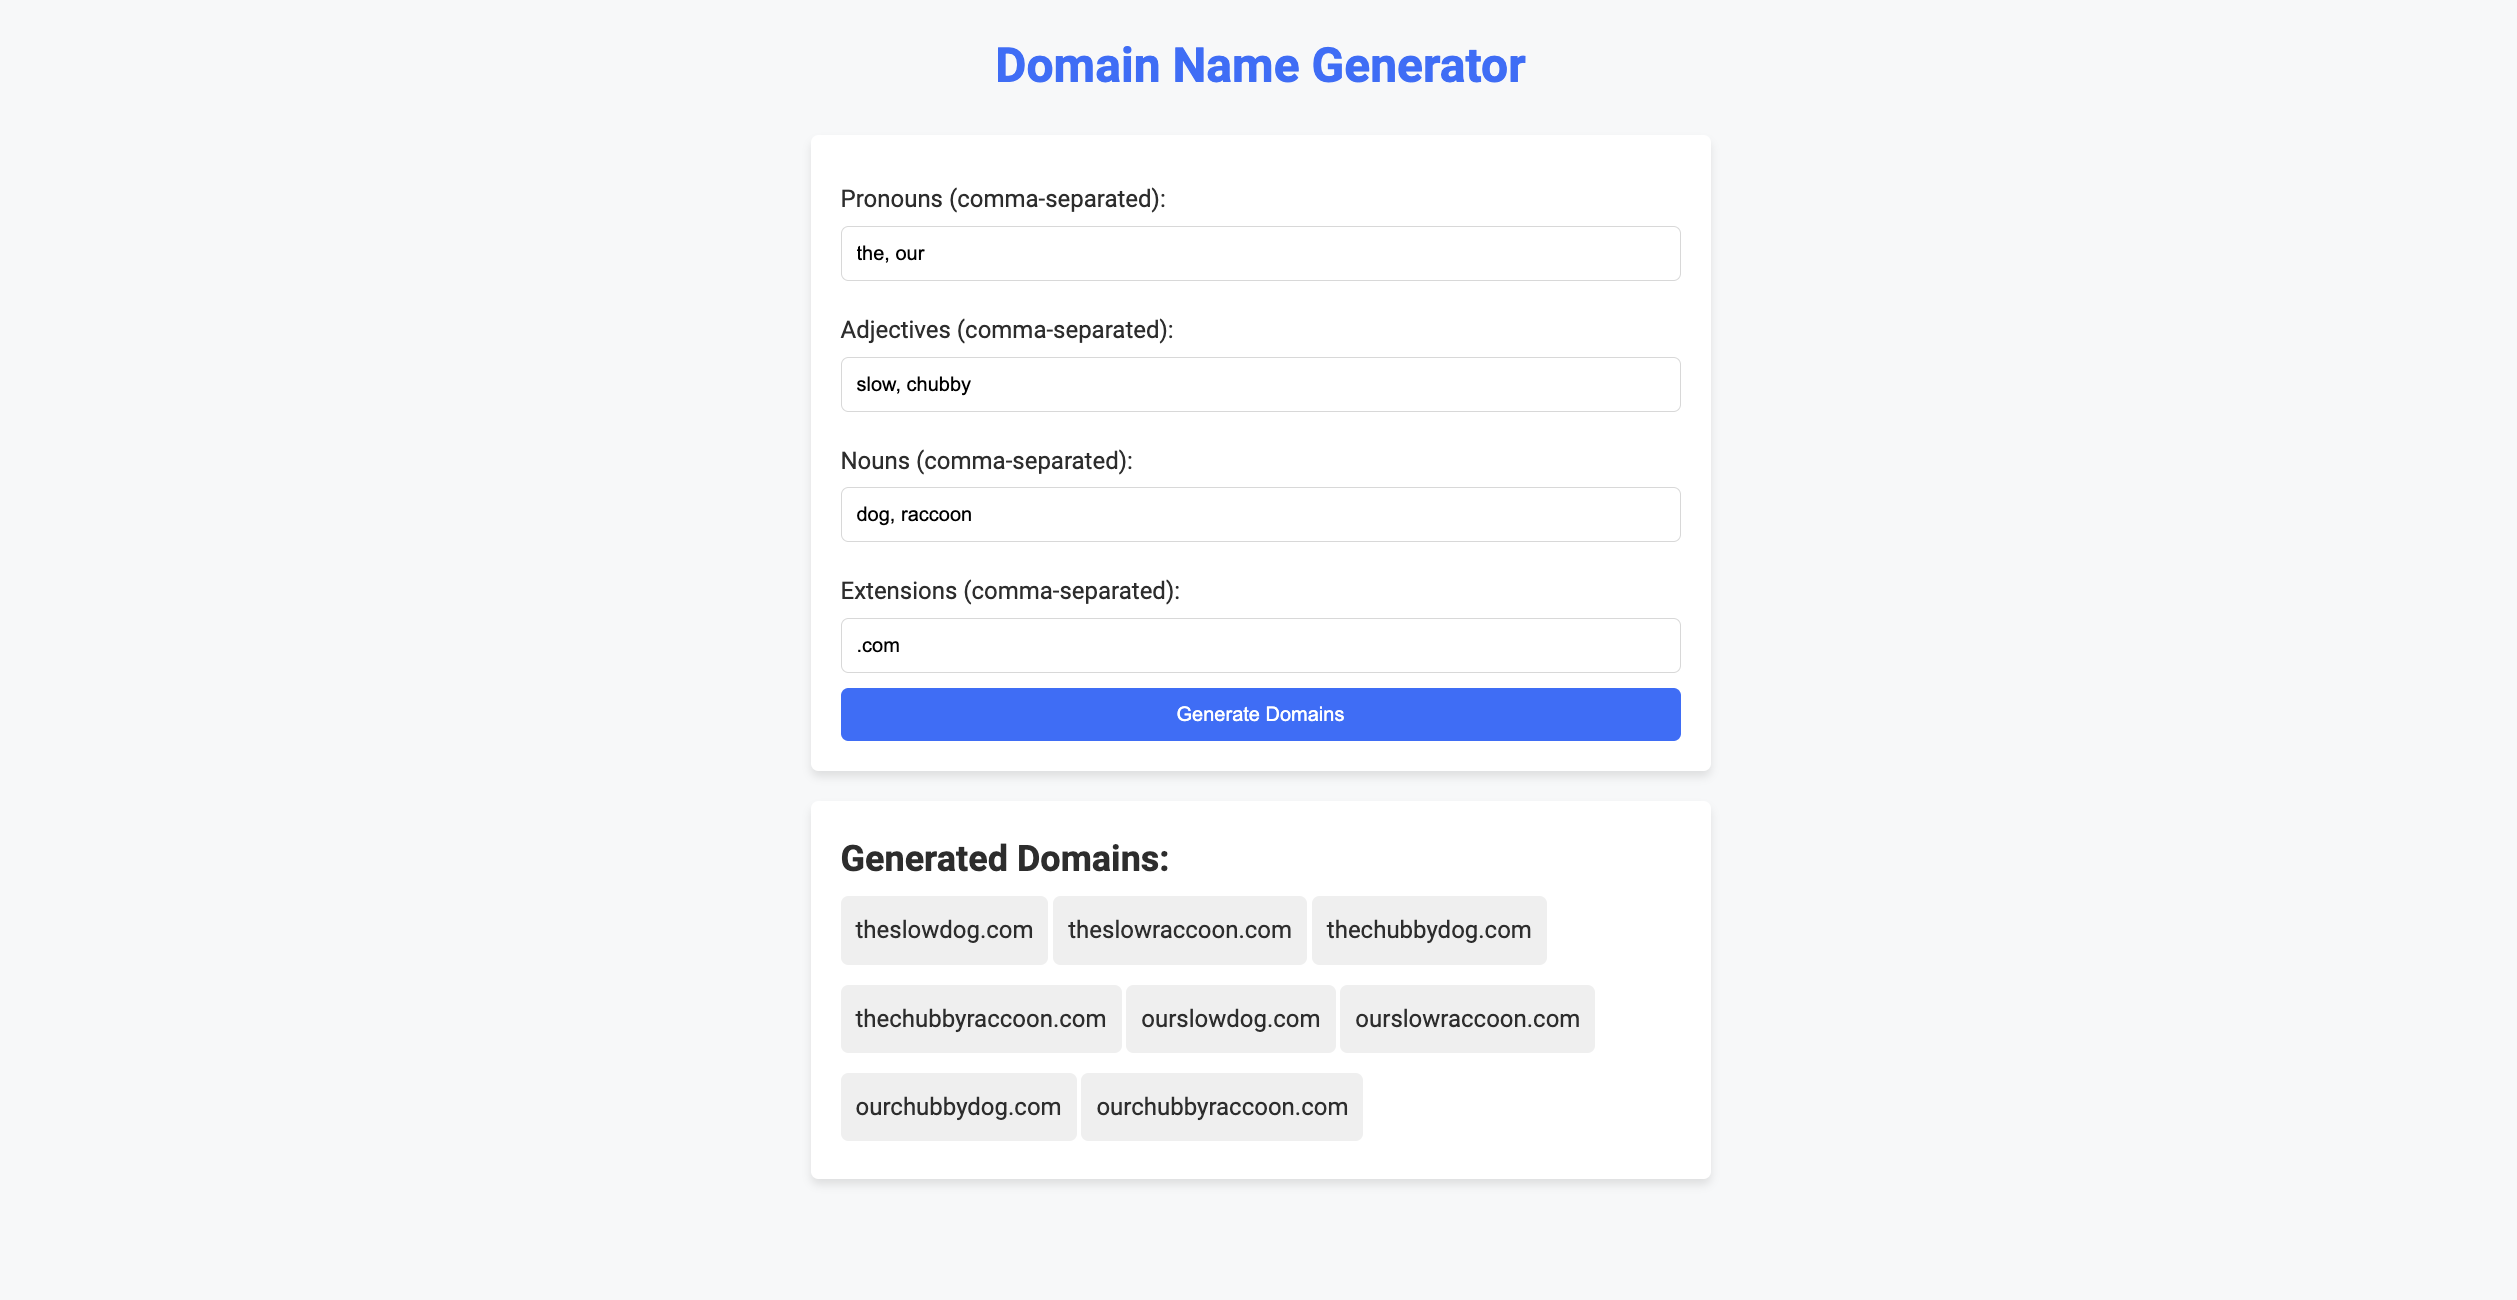 Domain Name Generator
Pronouns (comma-separated):
the, our
Adjectives (comma-separated):
slow, chubby
Nouns (comma-separated):
dog, raccoon
Extensions (comma-separated):
.com
Generate Domains
Generated Domains:
theslowdog.com theslowraccoon.com thechubbydog.com
thechubbyraccoon.com ourslowdog.com ourslowraccoon.com
ourchubbydog.com ourchubbyraccoon.com